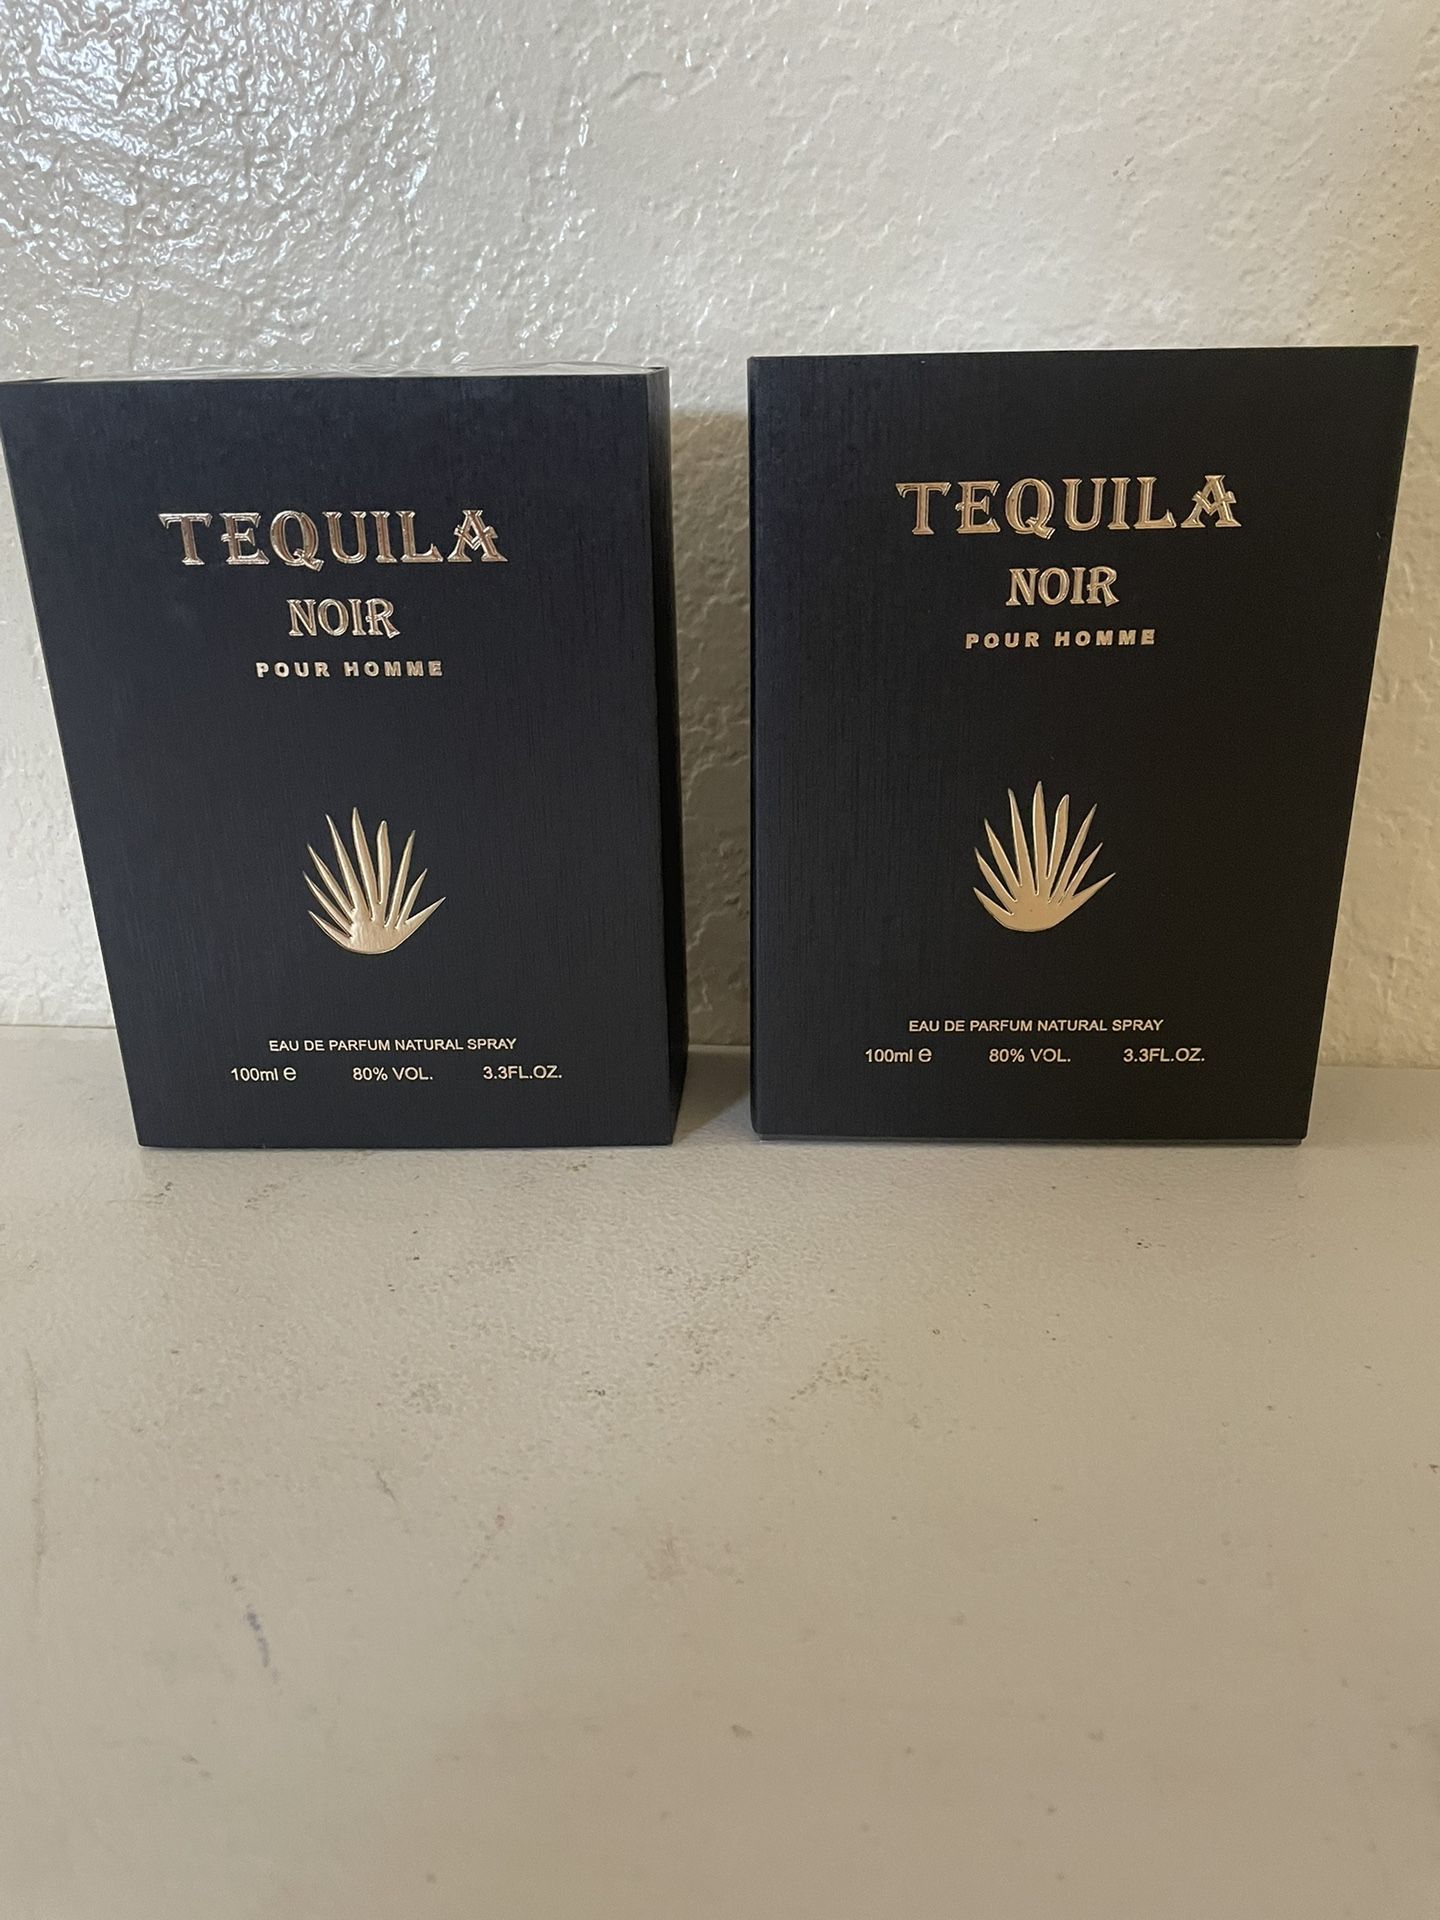 TEQUILA
NOIR
POUR HOMME
EAU DE PARFUM NATURAL SPRAY
100ml e 80% VOL. 3.3FL.OZ.
TEQUILA
NOIR
POUR HOMME
EAU DE PARFUM NATURAL SPRAY
100ml e 80% VOL. 3.3FL.OZ.